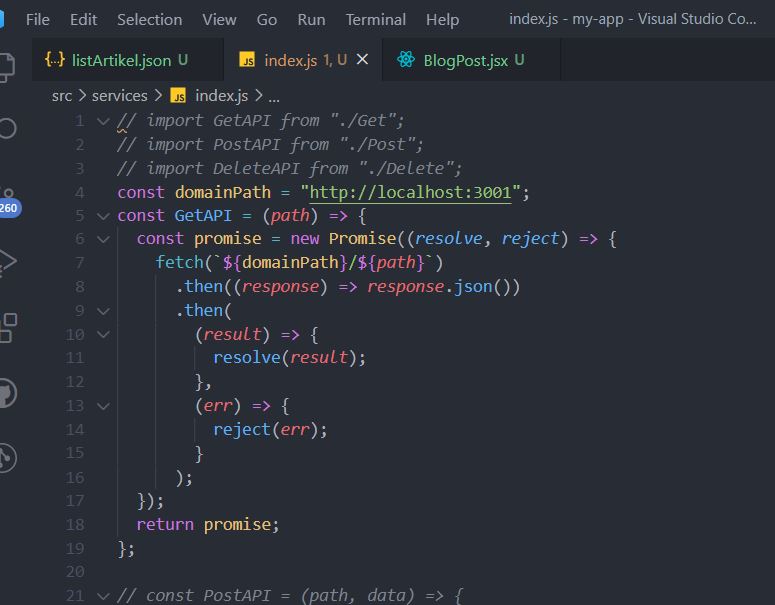 File Edit Selection View Go Run Terminal Help index.js - my-app - Visual Studio Co...
{..} listArtikel.json U JS index.js 1, U × BlogPost.jsx U
src > services > JS index.js > ...
1 // import GetAPI from "./Get";
2 // import PostAPI from "./Post";
3 // import DeleteAPI from "./Delete";
4 const domainPath = "http://localhost:3001";
5 const GetAPI = (path) => {
6 const promise = new Promise((resolve, reject) => {
7 fetch(`${domainPath}/${path}`)
8 .then((response) => response.json())
9 .then(
10 (result) => {
11 resolve(result);
12 },
13 (err) => {
14 reject(err);
15 }
16 );
17 });
18 return promise;
19 };
20
21 // const PostAPI = (path, data) => {
260